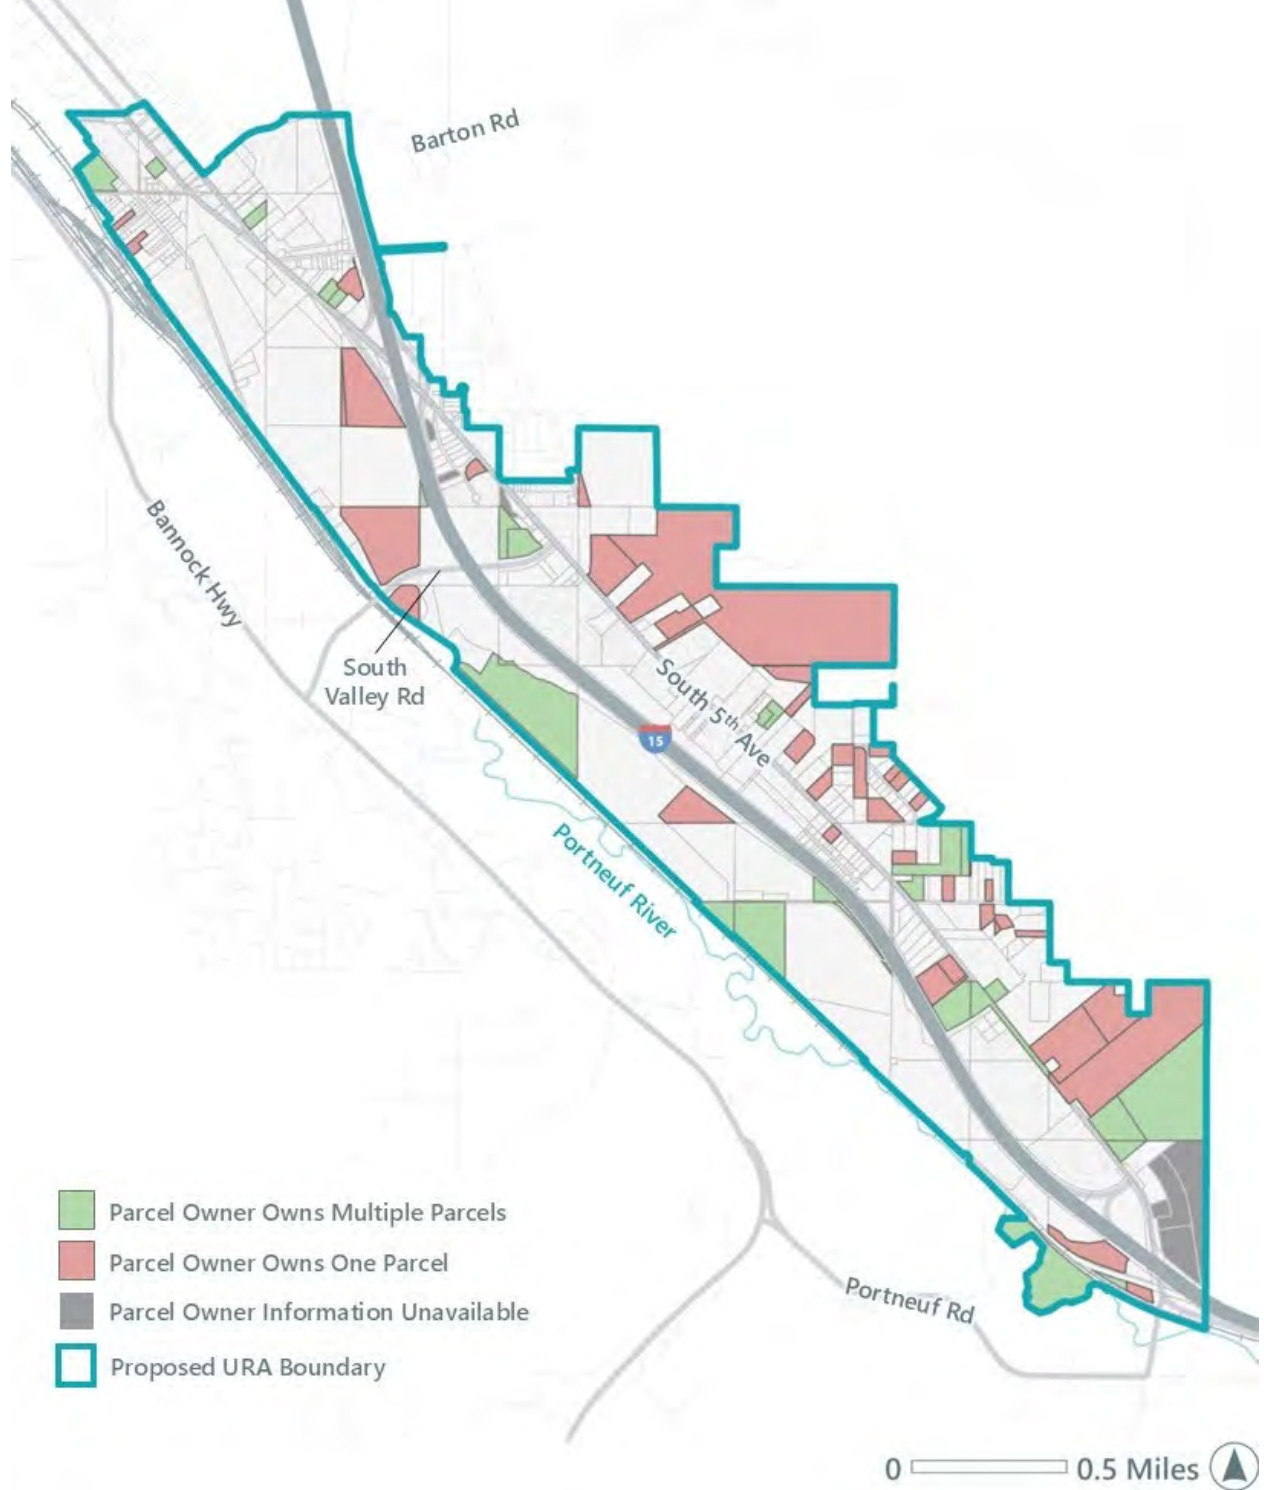 Barton Rd
Bannock Hwy
South
Valley Rd
South 5th Ave
15
Portneuf River
Parcel Owner Owns Multiple Parcels
Parcel Owner Owns One Parcel
Parcel Owner Information Unavailable
Proposed URA Boundary
Portneuf Rd
0 0.5 Miles